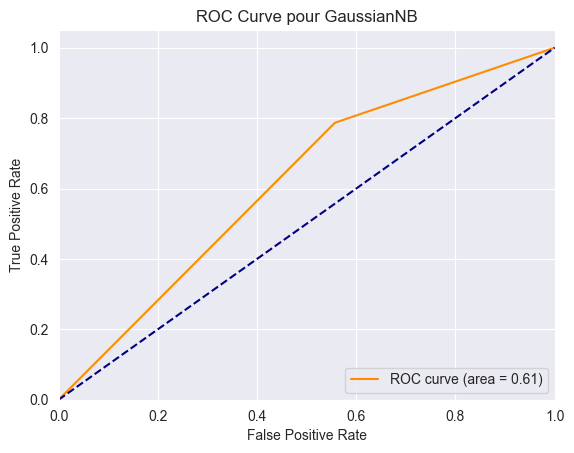 ROC Curve pour GaussianNB
1.0
0.8
0.6
0.4
0.2
0.0
True Positive Rate
ROC curve (area = 0.61)
0.0 0.2 0.4 0.6 0.8 1.0
False Positive Rate